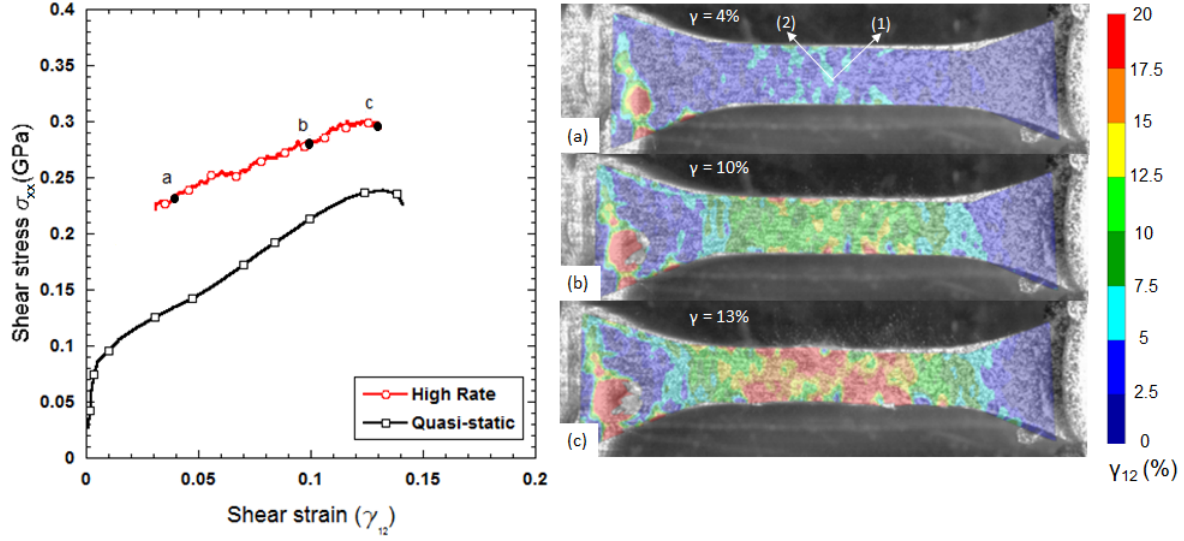 0.4
0.35
0.3
0.25
0.2
0.15
0.1
0.05
0
Shear stress σxx(GPa)
a
b
c
High Rate
Quasi-static
0
0.05
0.1
0.15
0.2
Shear strain (γ12)
γ = 4%
(2)
(1)
(a)
γ = 10%
(b)
γ = 13%
(c)
20
17.5
15
12.5
10
7.5
5
2.5
0
γ12 (%)